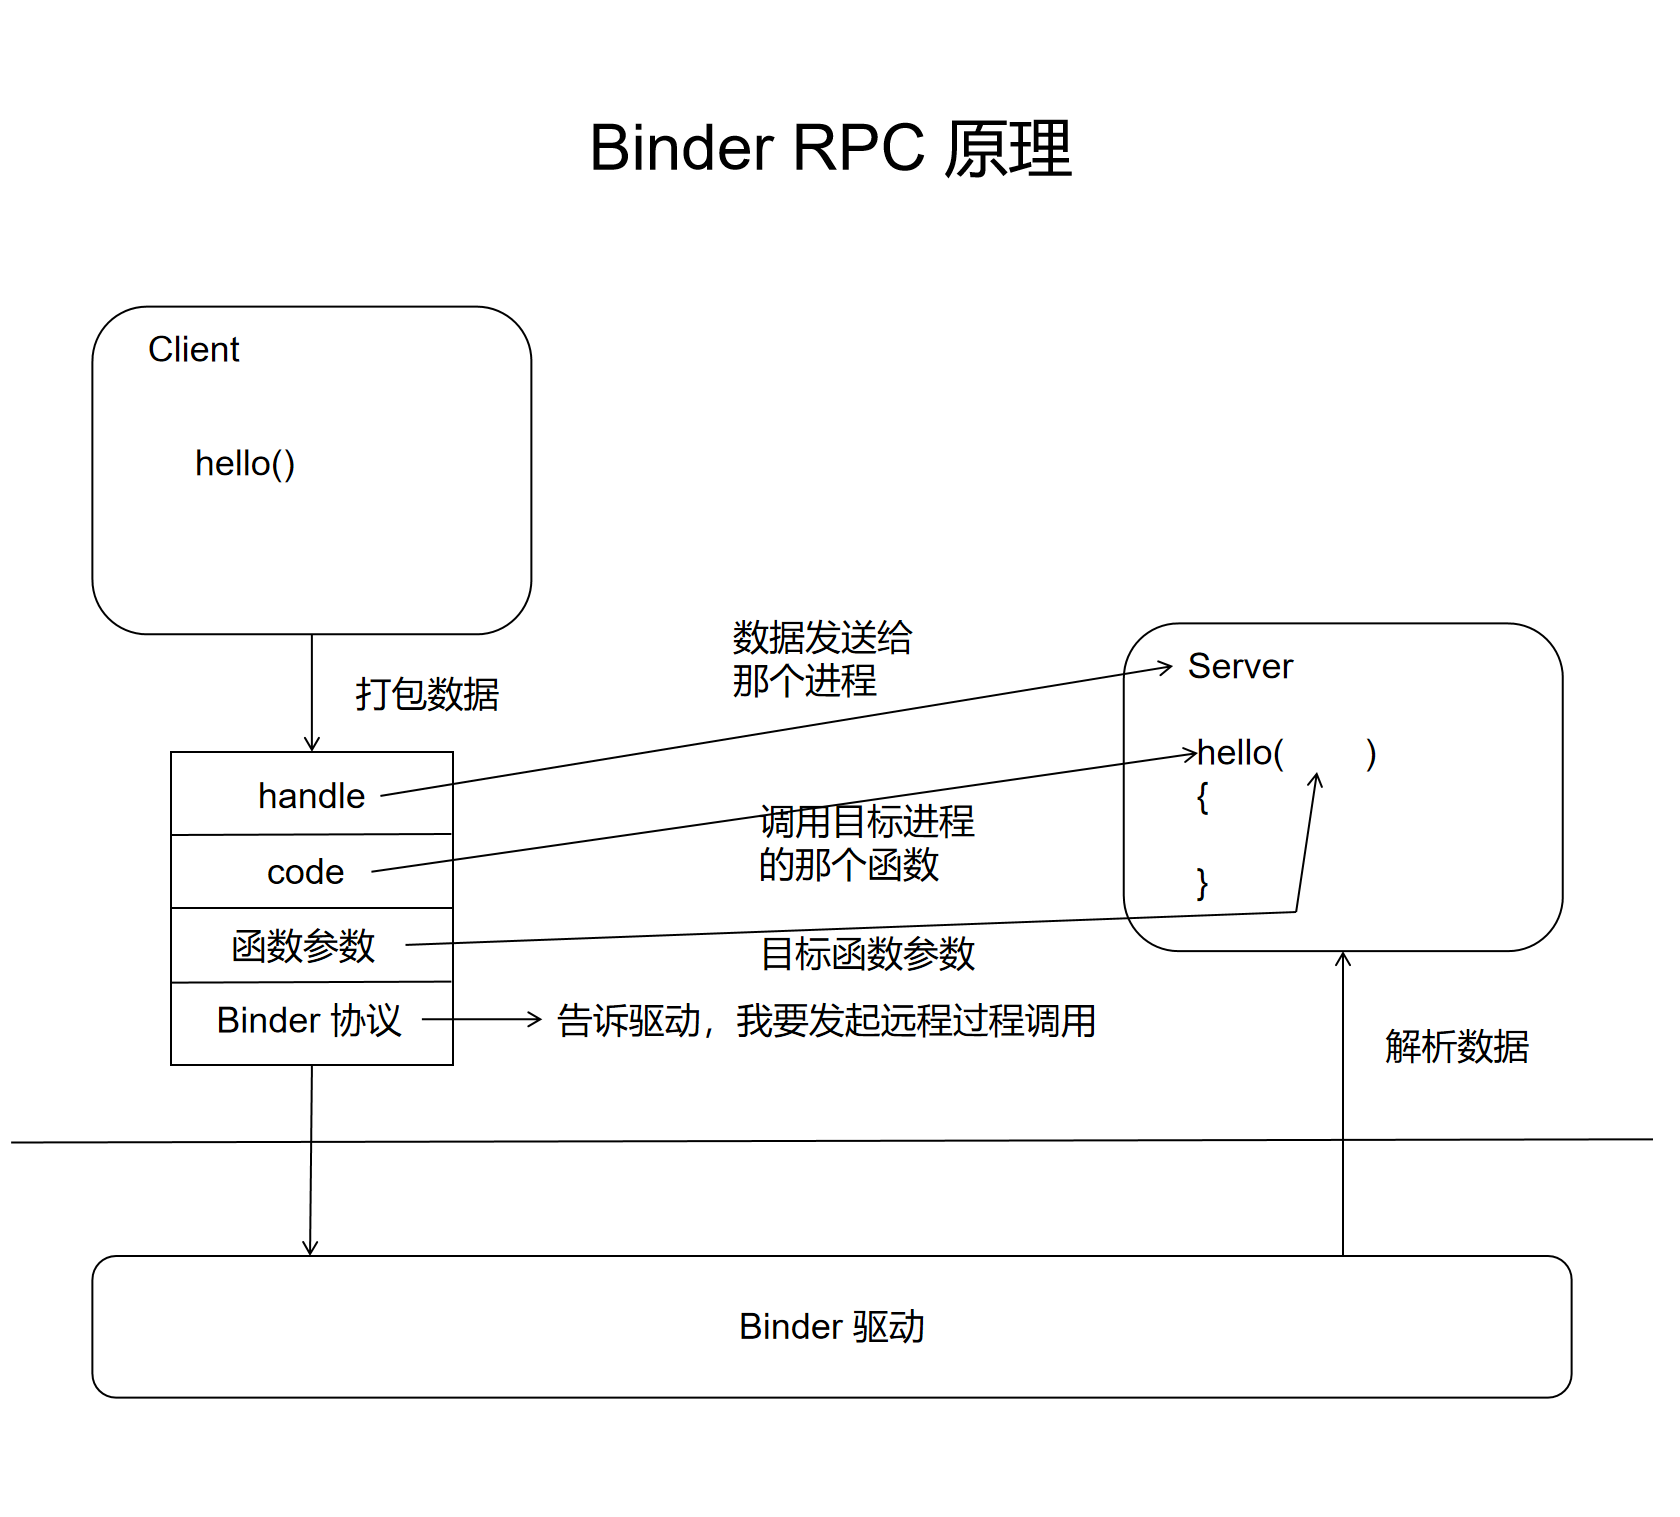 Binder RPC 原理
Client
hello()
打包数据
数据发送给
那个进程
Server
hello(        )
{
}
handle
code
调用目标进程
的那个函数
函数参数
目标函数参数
Binder 协议
告诉驱动，我要发起远程过程调用
解析数据
Binder 驱动